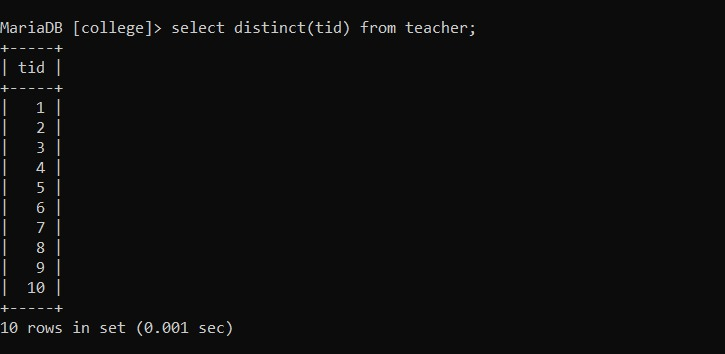 MariaDB [college]> select distinct(tid) from teacher;
+-----+
| tid |
+-----+
|   1 |
|   2 |
|   3 |
|   4 |
|   5 |
|   6 |
|   7 |
|   8 |
|   9 |
|  10 |
+-----+
10 rows in set (0.001 sec)